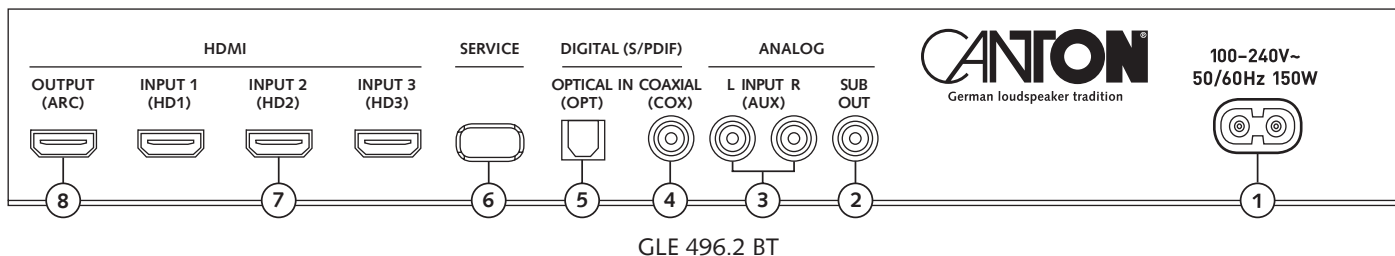 HDMI
SERVICE
DIGITAL (S/PDIF)
ANALOG
OUTPUT
(ARC)
INPUT 1
(HD1)
INPUT 2
(HD2)
INPUT 3
(HD3)
OPTICAL IN
(OPT)
COAXIAL
(COX)
L INPUT R
(AUX)
SUB
OUT
CANTON®
German loudspeaker tradition
100–240V~
50/60Hz 150W
8
7
6
5
4
3
2
1
GLE 496.2 BT